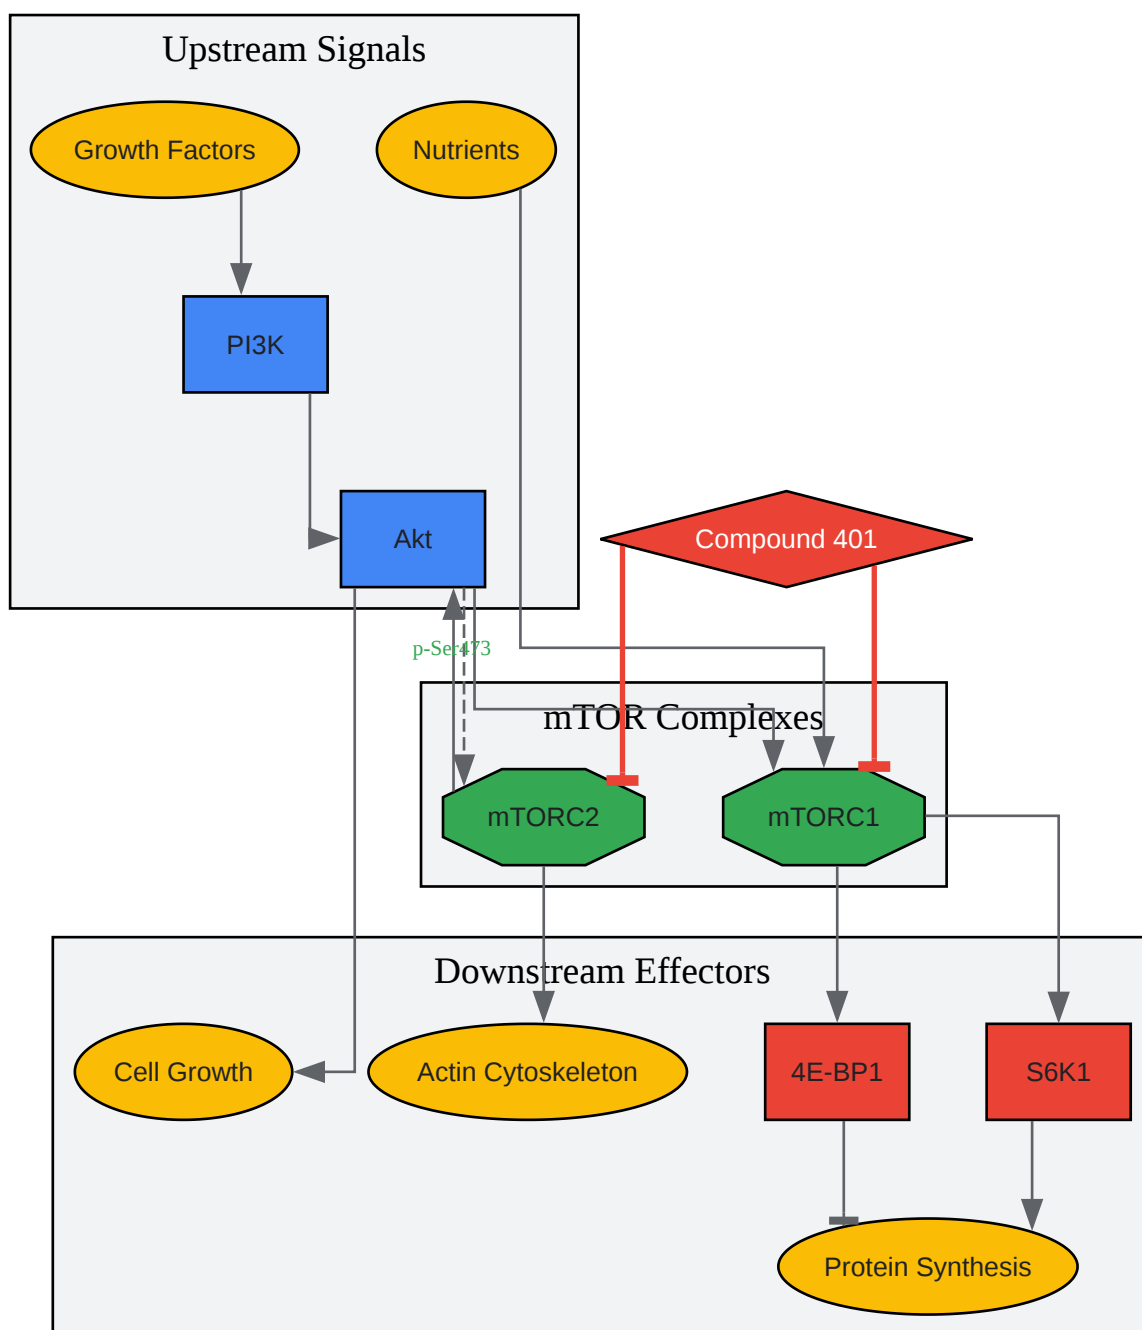 Upstream Signals
Growth Factors
Nutrients
PI3K
Akt
Compound 401
p-Ser473
mTOR Complexes
mTORC2
mTORC1
Downstream Effectors
Cell Growth
Actin Cytoskeleton
4E-BP1
S6K1
Protein Synthesis